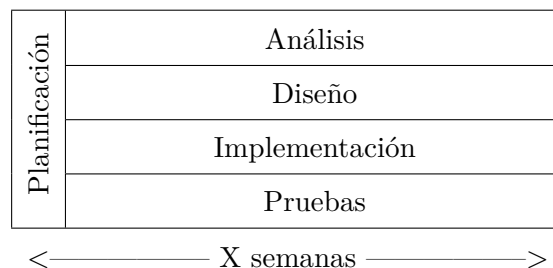 Planificación
Análisis
Diseño
Implementación
Pruebas
X semanas